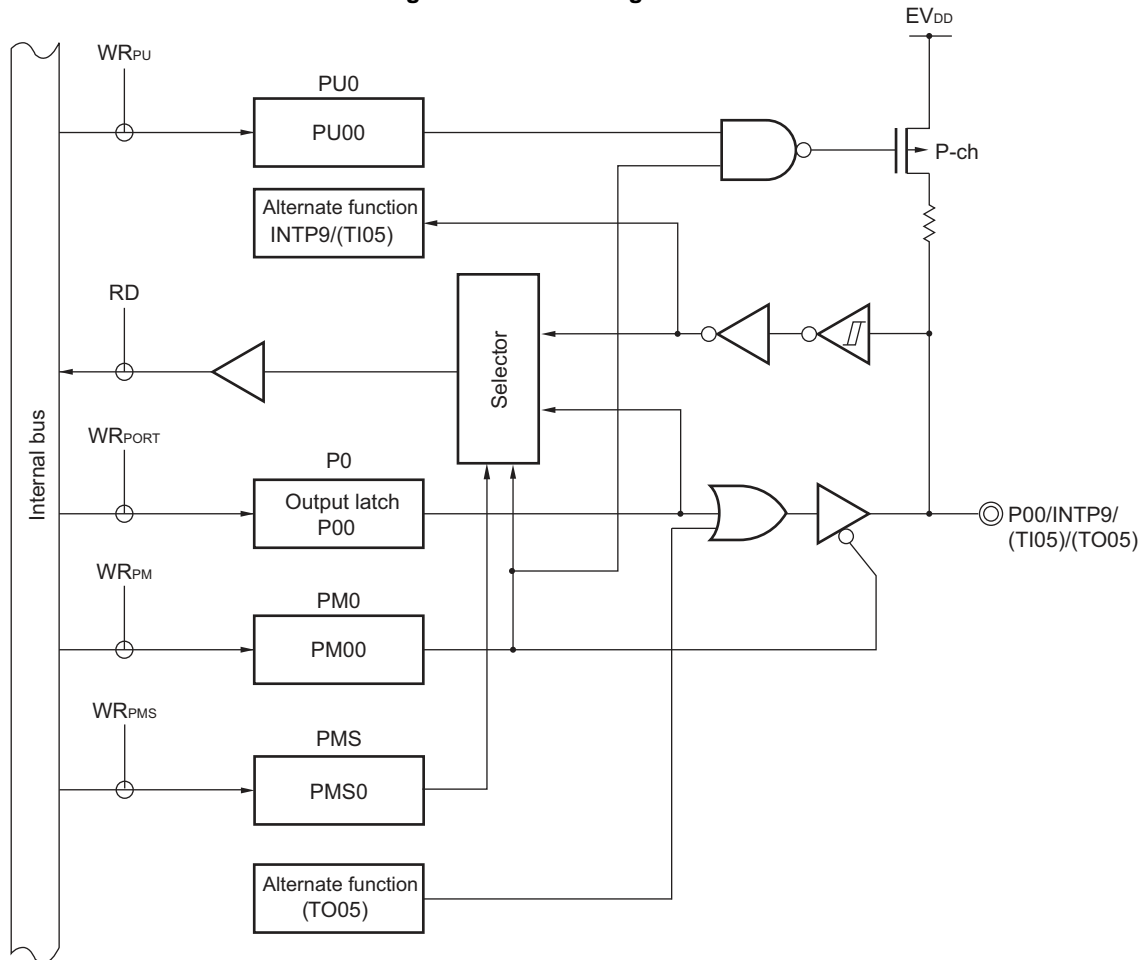 EVDD
WRPU
PU0
PU00
P-ch
Alternate function
INTP9/(TI05)
RD
Selector
Internal bus
WRPORT
P0
Output latch
P00
P00/INTP9/
(TI05)/(TO05)
WRPM
PM0
PM00
WRPMS
PMS
PMS0
Alternate function
(TO05)